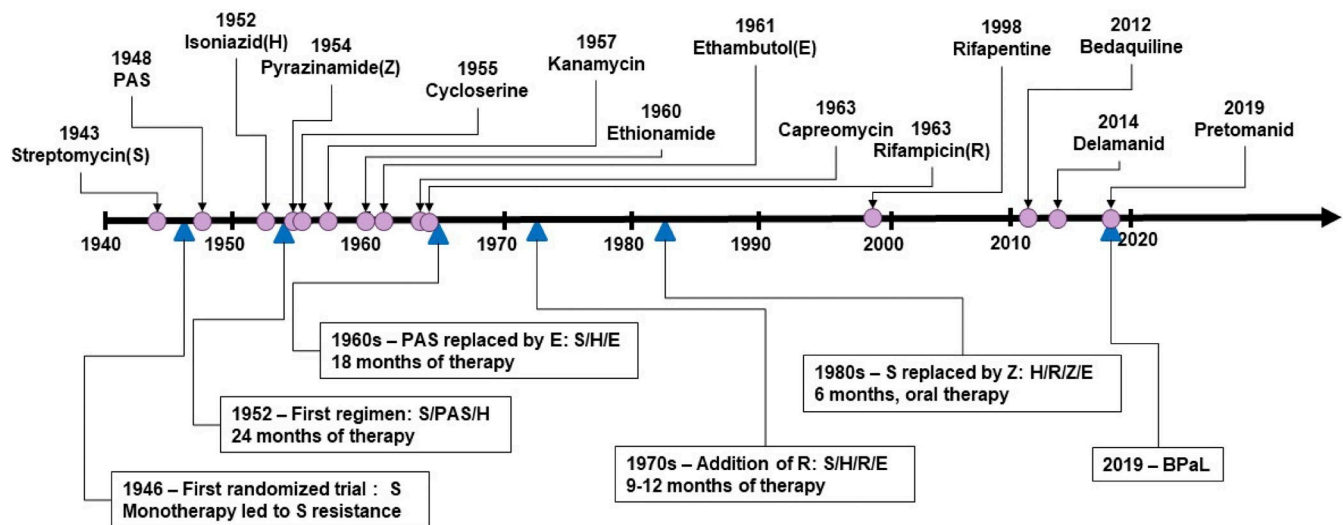 1943
Streptomycin(S)
1948
PAS
1952
Isoniazid(H)
1954
Pyrazinamide(Z)
1955
Cycloserine
1957
Kanamycin
1960
Ethionamide
1961
Ethambutol(E)
1963
Capreomycin
1963
Rifampicin(R)
1998
Rifapentine
2012
Bedaquiline
2014
Delamanid
2019
Pretomanid
1940
1950
1960
1970
1980
1990
2000
2010
2020
1960s – PAS replaced by E: S/H/E
18 months of therapy
1952 – First regimen: S/PAS/H
24 months of therapy
1946 – First randomized trial : S
Monotherapy led to S resistance
1970s – Addition of R: S/H/R/E
9-12 months of therapy
1980s – S replaced by Z: H/R/Z/E
6 months, oral therapy
2019 – BPaL